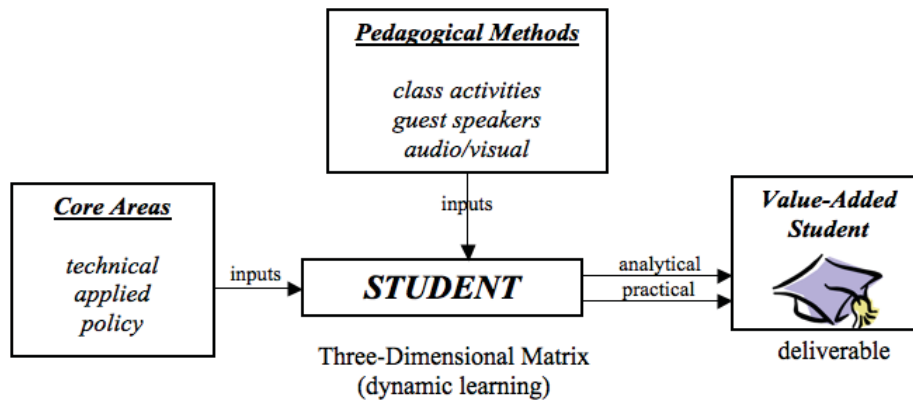 Pedagogical Methods
class activities
guest speakers
audio/visual
inputs
Core Areas
technical
applied
policy
inputs
STUDENT
analytical
practical
Value-Added
Student
deliverable
Three-Dimensional Matrix
(dynamic learning)